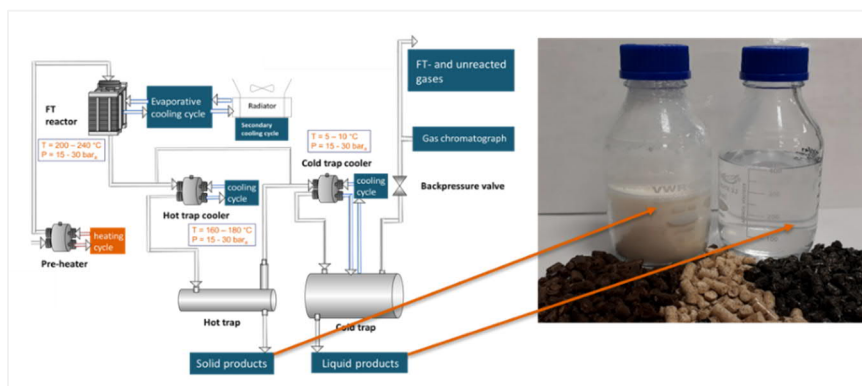 FT
reactor
Evaporative
cooling cycle
Radiator
Secondary
cooling cycle
T = 200 – 240 °C
P = 15 - 30 barg
T = 5 – 10 °C
P = 15 - 30 barg
Cold trap cooler
FT- and unreacted
gases
Gas chromatograph
Backpressure valve
cooling
cycle
cooling
cycle
Hot trap cooler
T = 160 – 180 °C
P = 15 - 30 barg
heating
cycle
Pre-heater
Hot trap
Cold trap
Solid products
Liquid products
VWR